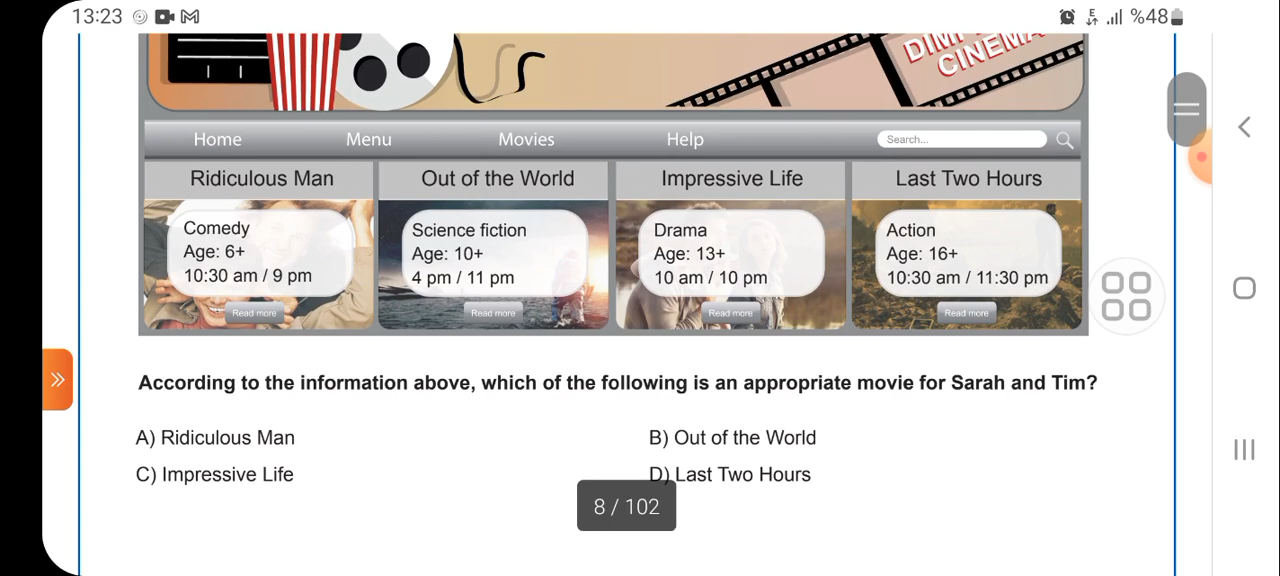 13:23
%48
CINEMA
Home Menu Movies Help Search...
Ridiculous Man
Comedy
Age: 6+
10:30 am / 9 pm
Read more
Out of the World
Science fiction
Age: 10+
4 pm / 11 pm
Read more
Impressive Life
Drama
Age: 13+
10 am / 10 pm
Read more
Last Two Hours
Action
Age: 16+
10:30 am / 11:30 pm
Read more
According to the information above, which of the following is an appropriate movie for Sarah and Tim?
A) Ridiculous Man
B) Out of the World
C) Impressive Life
D) Last Two Hours
8 / 102